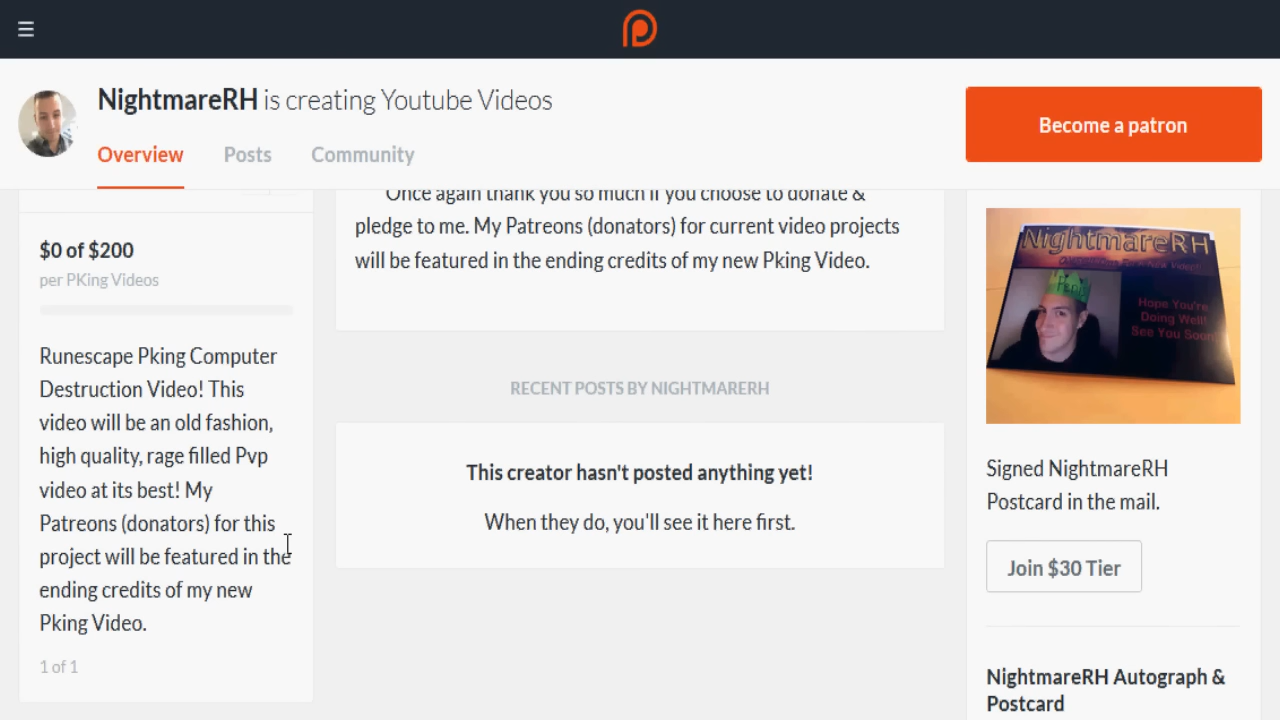 NightmareRH is creating Youtube Videos
Overview Posts Community
Become a patron
$0 of $200
per PKing Videos
Runescape Pking Computer
Destruction Video! This
video will be an old fashion,
high quality, rage filled Pvp
video at its best! My
Patreons (donators) for this
project will be featured in the
ending credits of my new
Pking Video.
1 of 1
Once again thank you so much if you choose to donate &
pledge to me. My Patreons (donators) for current video projects
will be featured in the ending credits of my new Pking Video.
RECENT POSTS BY NIGHTMARERH
This creator hasn't posted anything yet!
When they do, you'll see it here first.
NightmareRH
Hope You're
Doing Well!
See You Soon
Signed NightmareRH
Postcard in the mail.
Join $30 Tier
NightmareRH Autograph &
Postcard